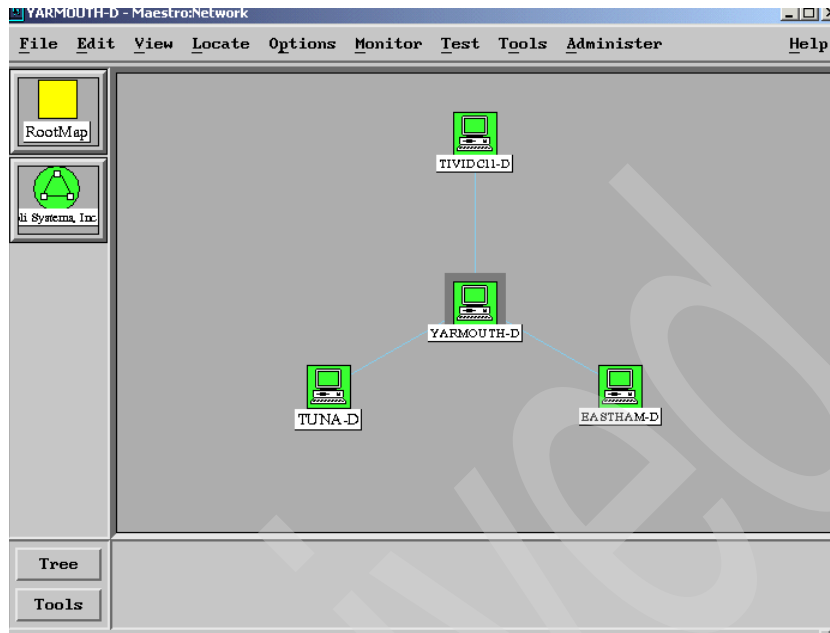 YARMOUTH-D - Maestro:Network
File Edit View Locate Options Monitor Test Tools Administer Help
RootMap
li Systems, Inc
TIVIDC11-D
YARMOUTH-D
TUNA-D
EASTHAM-D
Tree
Tools